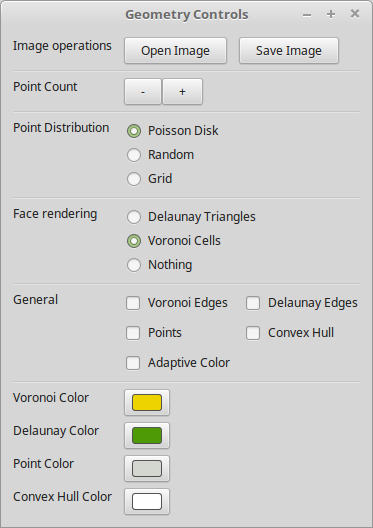 Geometry Controls
Image operations Open Image Save Image
Point Count - +
Point Distribution Poisson Disk
Random
Grid
Face rendering Delaunay Triangles
Voronoi Cells
Nothing
General Voronoi Edges Delaunay Edges
Points Convex Hull
Adaptive Color
Voronoi Color
Delaunay Color
Point Color
Convex Hull Color